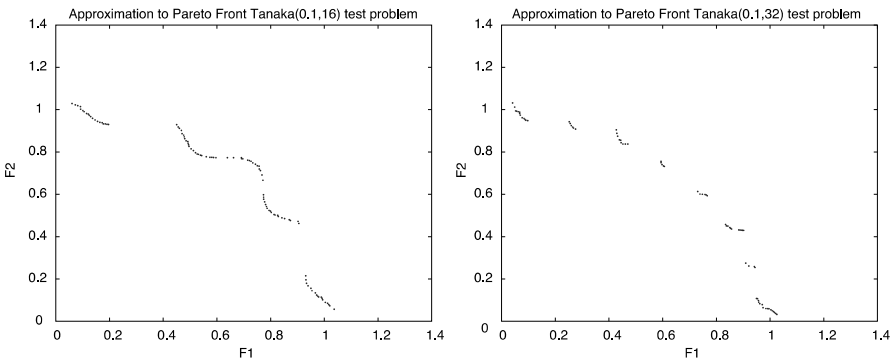 Approximation to Pareto Front Tanaka(0.1,16) test problem
1.4
1.2
1
0.8
0.6
0.4
0.2
0
F2
0 0.2 0.4 0.6 0.8 1 1.2 1.4
F1
Approximation to Pareto Front Tanaka(0.1,32) test problem
1.4
1.2
1
0.8
0.6
0.4
0.2
0
F2
0 0.2 0.4 0.6 0.8 1 1.2 1.4
F1